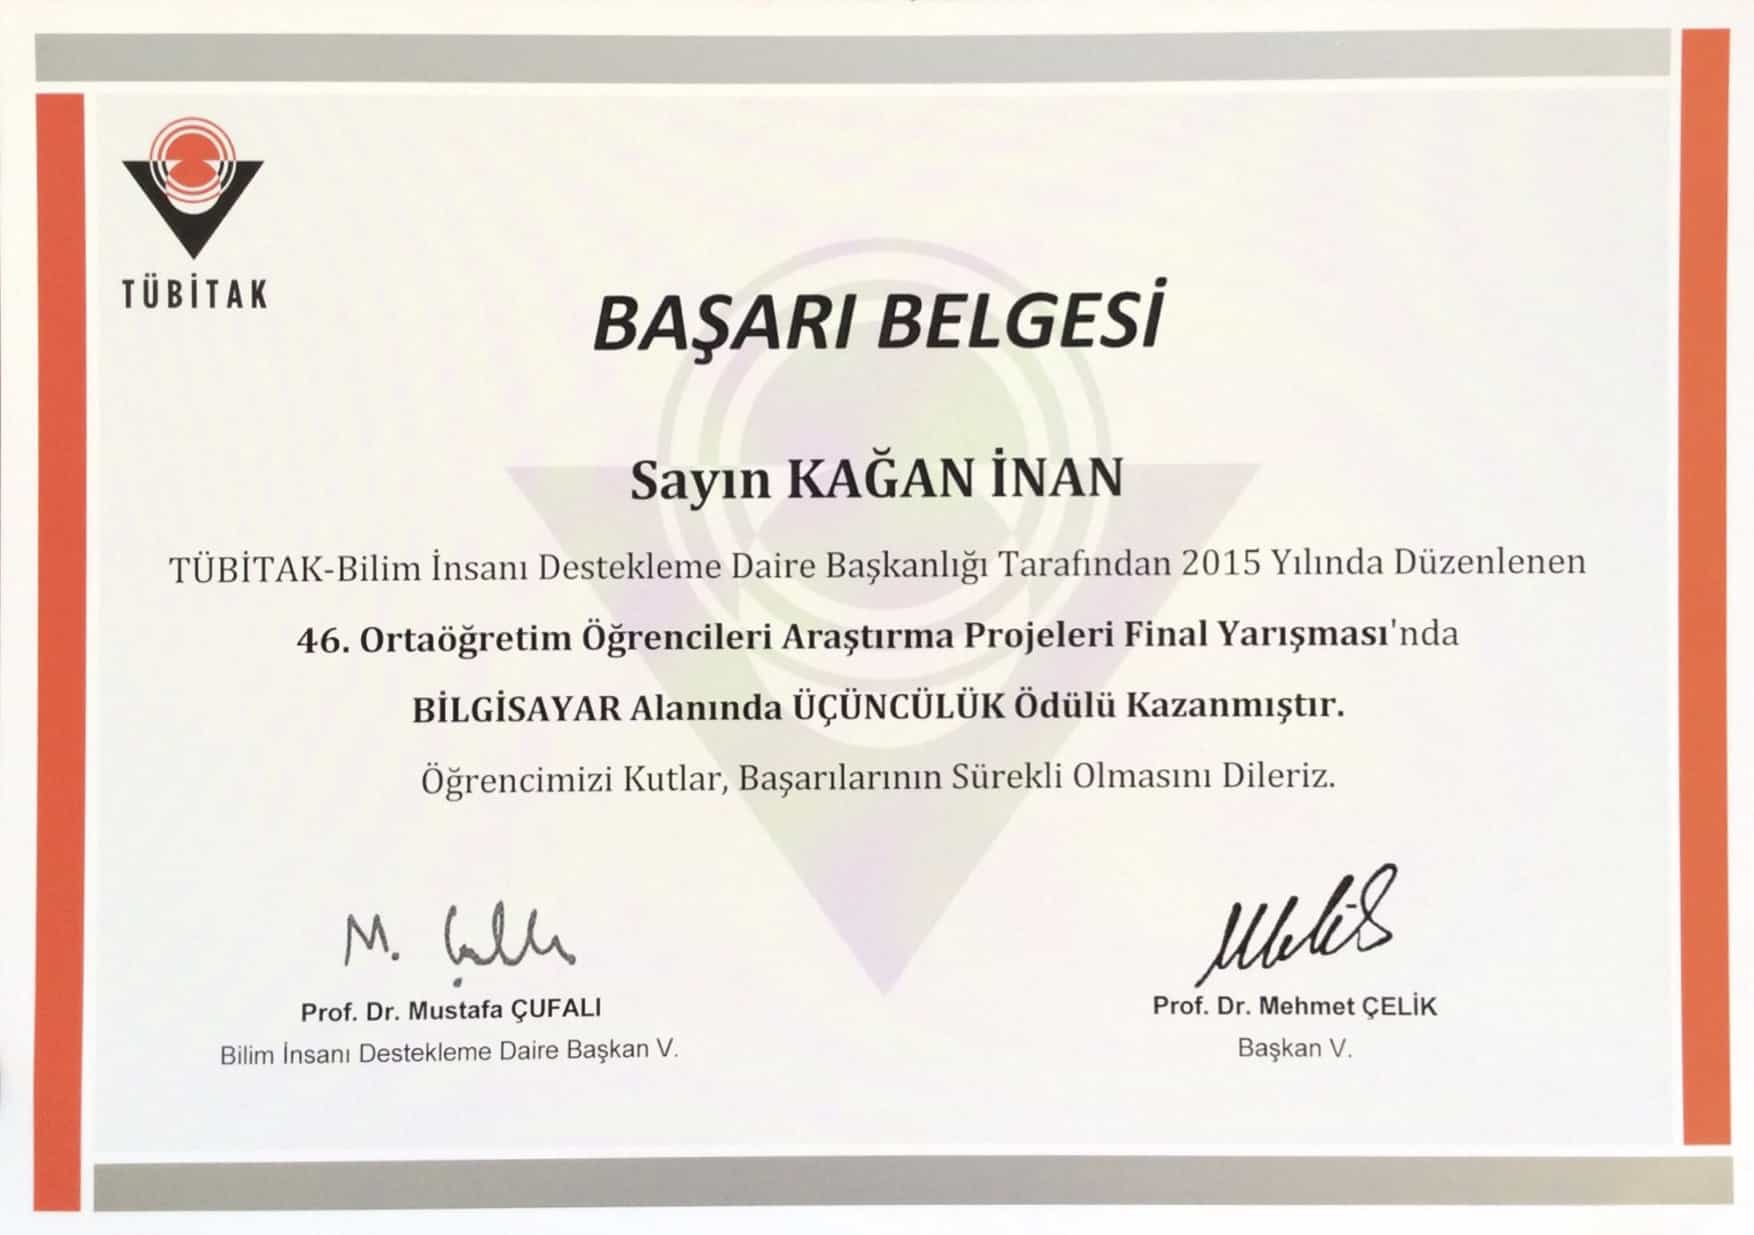 TÜBİTAK
BAŞARI BELGESİ
Sayın KAĞAN İNAN
TÜBİTAK-Bilim İnsanı Destekleme Daire Başkanlığı Tarafından 2015 Yılında Düzenlenen
46. Ortaöğretim Öğrencileri Araştırma Projeleri Final Yarışması'nda
BİLGİSAYAR Alanında ÜÇÜNCÜLÜK Ödülü Kazanmıştır.
Öğrencimizi Kutlar, Başarılarının Sürekli Olmasını Dileriz.
Prof. Dr. Mustafa ÇUFALI
Bilim İnsanı Destekleme Daire Başkan V.
Prof. Dr. Mehmet ÇELİK
Başkan V.